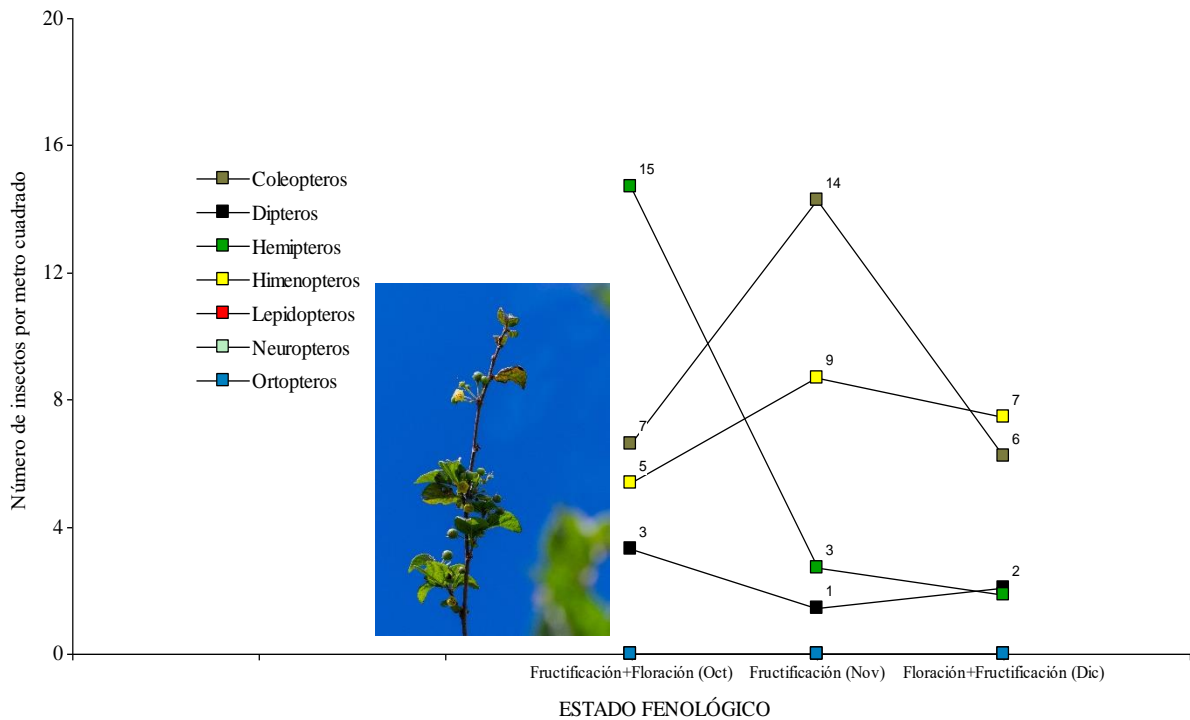 20
16
12
8
4
0
Número de insectos por metro cuadrado
Coleopteros
Dipteros
Hemipteros
Himenopteros
Lepidopteros
Neuropteros
Ortopteros
15
14
9
7
7
6
5
3
3
2
1
Fructificación+Floración (Oct)
Fructificación (Nov)
Floración+Fructificación (Dic)
ESTADO FENOLÓGICO